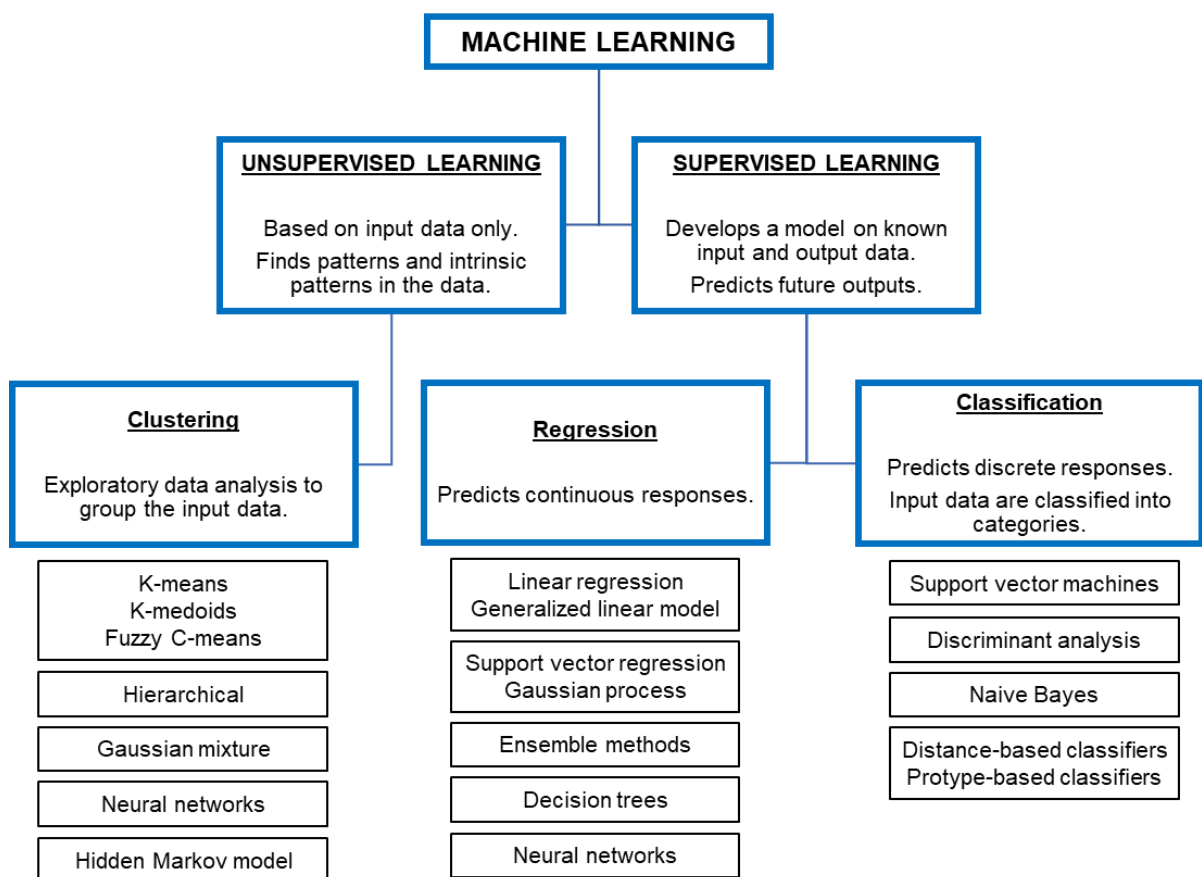 MACHINE LEARNING
UNSUPERVISED LEARNING
Based on input data only.
Finds patterns and intrinsic
patterns in the data.
SUPERVISED LEARNING
Develops a model on known
input and output data.
Predicts future outputs.
Clustering
Exploratory data analysis to
group the input data.
K-means
K-medoids
Fuzzy C-means
Hierarchical
Gaussian mixture
Neural networks
Hidden Markov model
Regression
Predicts continuous responses.
Linear regression
Generalized linear model
Support vector regression
Gaussian process
Ensemble methods
Decision trees
Neural networks
Classification
Predicts discrete responses.
Input data are classified into
categories.
Support vector machines
Discriminant analysis
Naive Bayes
Distance-based classifiers
Protype-based classifiers